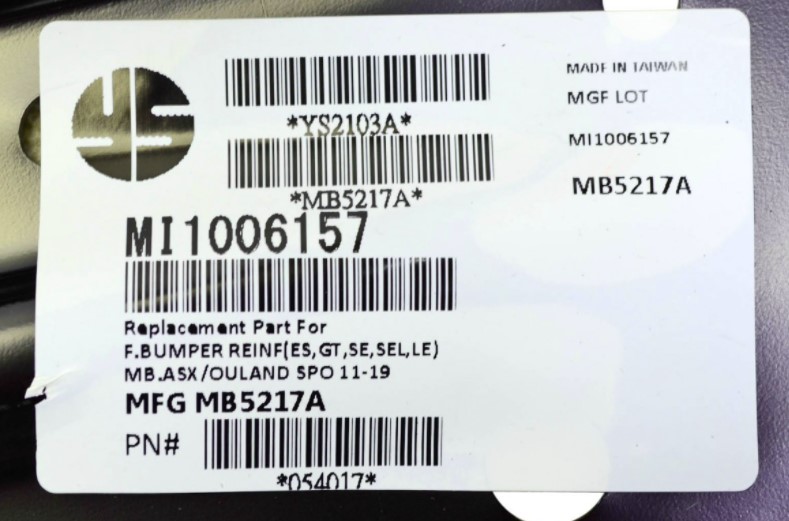 YS
*YS2103A*
*MB5217A*
MI1006157
Replacement Part For
F.BUMPER REINF(ES,GT,SE,SEL,LE)
MB.ASX/OULAND SPO 11-19
MFG MB5217A
PN#
*054017*
MADE IN TAIWAN
MGF LOT
MI1006157
MB5217A